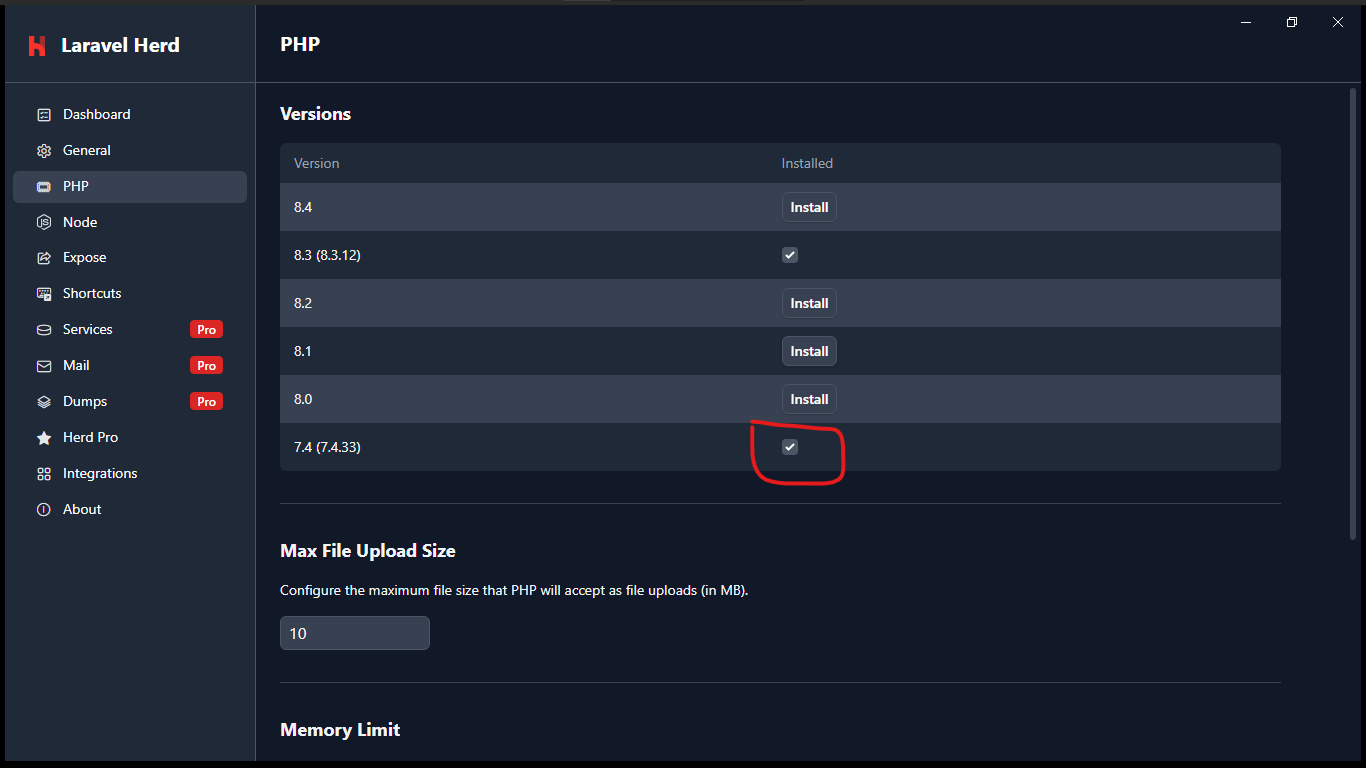 Laravel Herd
Dashboard
General
PHP
Node
Expose
Shortcuts
Services Pro
Mail Pro
Dumps Pro
Herd Pro
Integrations
About
PHP
Versions
Version Installed
8.4 Install
8.3 (8.3.12)
8.2 Install
8.1 Install
8.0 Install
7.4 (7.4.33)
Max File Upload Size
Configure the maximum file size that PHP will accept as file uploads (in MB).
10
Memory Limit